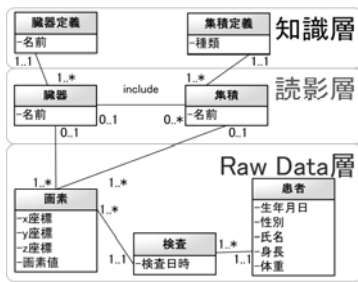 臓器定義
-名前
集積定義
-種類
知識層
1..1
1..*
1..*
1..1
臓器
-名前
include
集積
-名前
読影層
0..1
0..*
0..1
0..1
Raw Data層
1..*
1..*
画素
-x座標
-y座標
-z座標
-画素値
1..*
1..1
検査
-検査日時
1..*
1..1
患者
-生年月日
-性別
-氏名
-身長
-体重